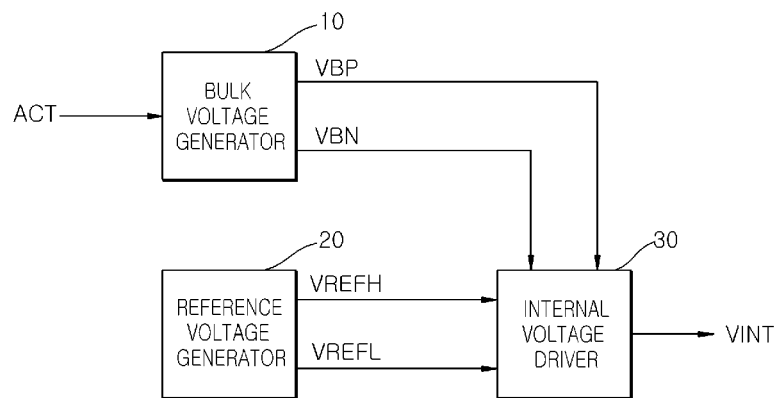 10
VBP
BULK
VOLTAGE
GENERATOR
ACT
VBN
20
30
VREFH
REFERENCE
VOLTAGE
GENERATOR
VREFL
INTERNAL
VOLTAGE
DRIVER
VINT